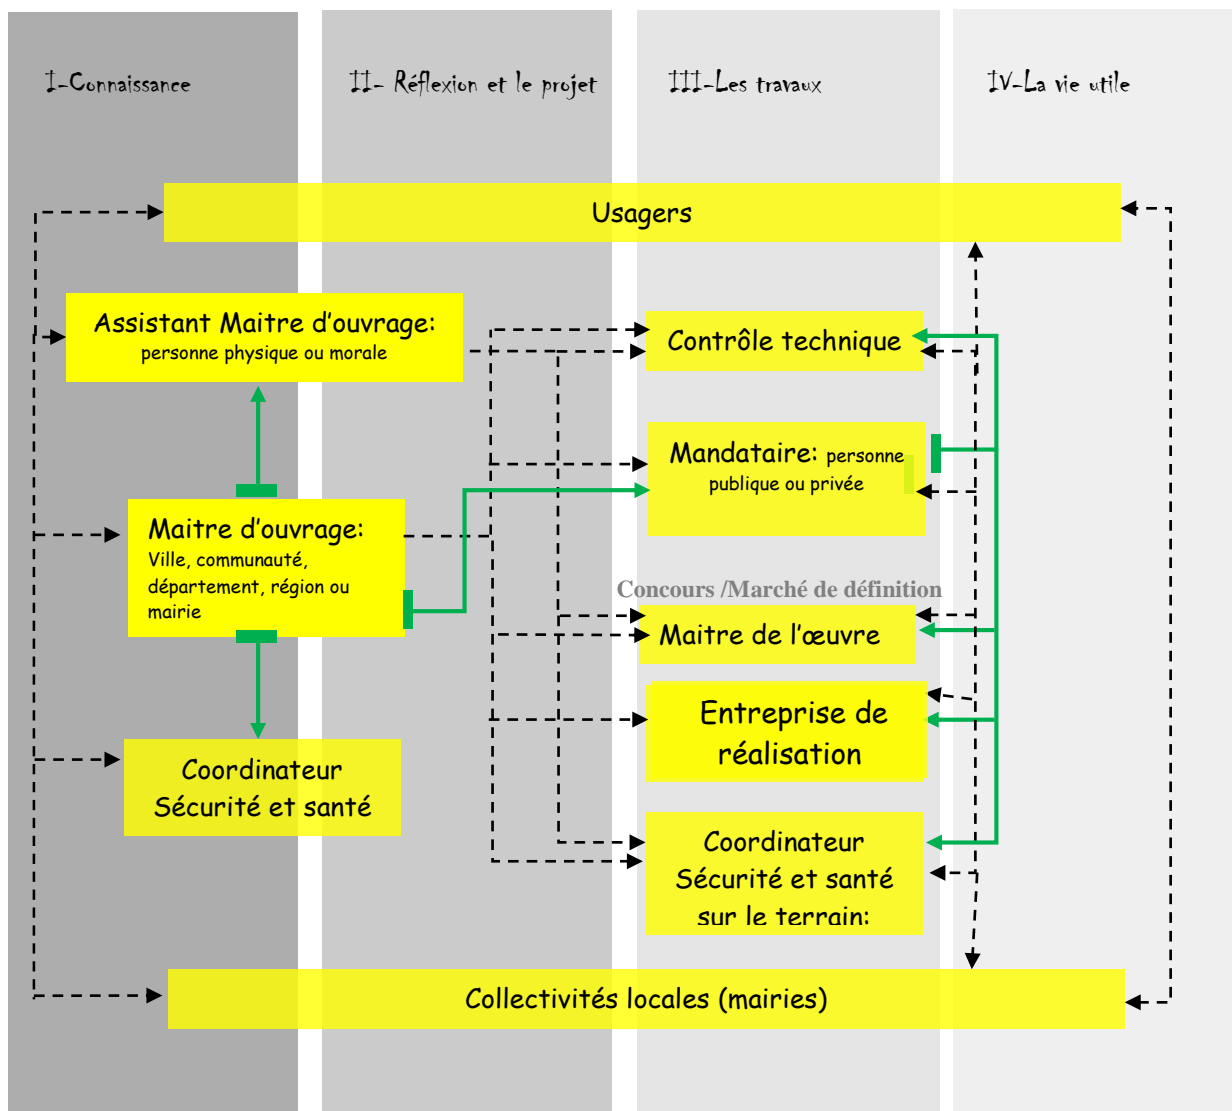 I-Connaissance
II- Réflexion et le projet
III-Les travaux
IV-La vie utile
Usagers
Assistant Maitre d'ouvrage:
personne physique ou morale
Contrôle technique
Mandataire: personne
publique ou privée
Maitre d'ouvrage:
Ville, communauté,
département, région ou
mairie
Concours /Marché de définition
Maitre de l'œuvre
Entreprise de
réalisation
Coordinateur
Sécurité et santé
Coordinateur
Sécurité et santé
sur le terrain:
Collectivités locales (mairies)